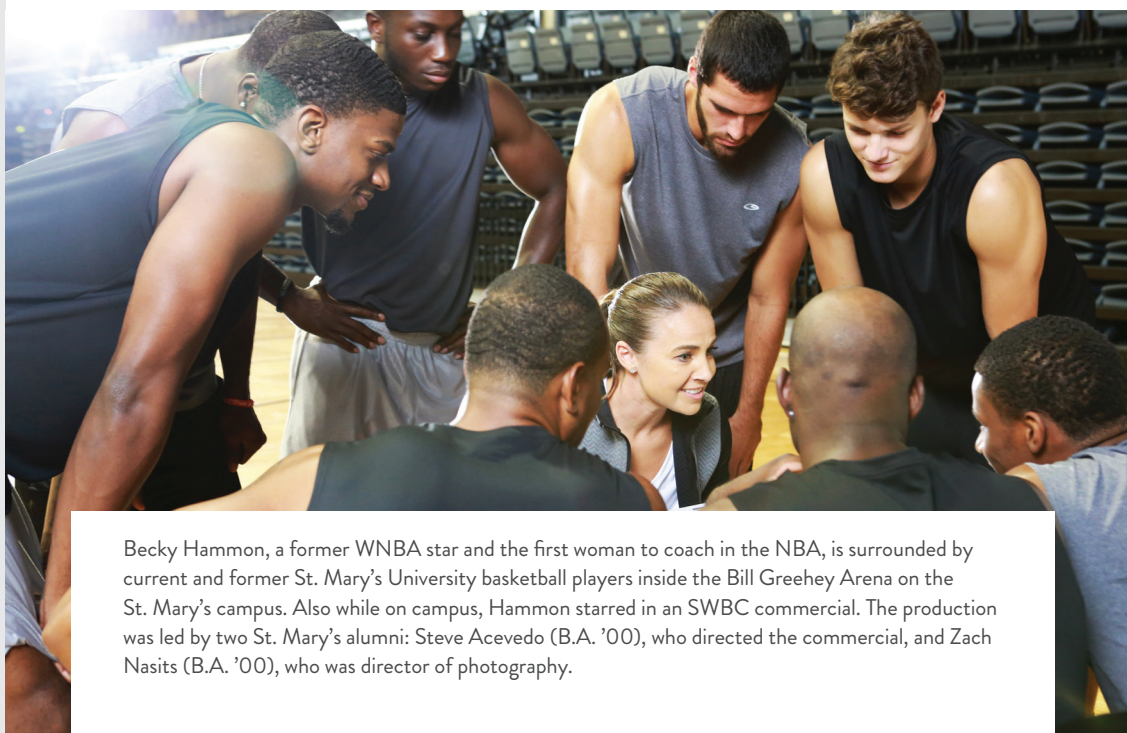 Becky Hammon, a former WNBA star and the first woman to coach in the NBA, is surrounded by
current and former St. Mary’s University basketball players inside the Bill Greehey Arena on the
St. Mary’s campus. Also while on campus, Hammon starred in an SWBC commercial. The production
was led by two St. Mary’s alumni: Steve Acevedo (B.A. ’00), who directed the commercial, and Zach
Nasits (B.A. ’00), who was director of photography.